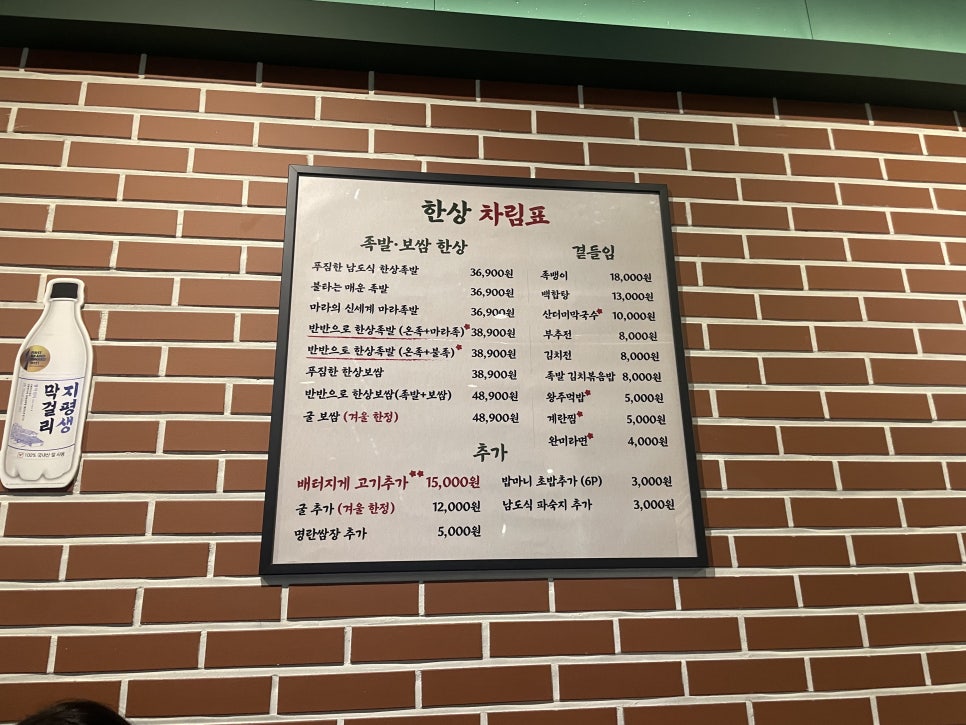 한상 차림표
족발·보쌈 한상
푸짐한 남도식 한상족발 36,900원
불타는 매운 족발 36,900원
마라의 신세계 마라족발 36,900원
반반으로 한상족발 (온족+마라족) 38,900원
반반으로 한상족발 (온족+불족) 38,900원
푸짐한 한상보쌈 38,900원
반반으로 한상보쌈(족발+보쌈) 48,900원
굴 보쌈 (겨울 한정) 48,900원
곁들임
족뱅이 18,000원
백합탕 13,000원
산더미막국수 10,000원
부추전 8,000원
김치전 8,000원
족발 김치볶음밥 8,000원
왕주먹밥 5,000원
계란찜 5,000원
완미라면 4,000원
추가
배터지게 고기추가 15,000원
굴 추가 (겨울 한정) 12,000원
명란쌈장 추가 5,000원
밥마니 초밥추가 (6P) 3,000원
남도식 파숙지 추가 3,000원
지평생
막걸리
100% 국내산 쌀 사용